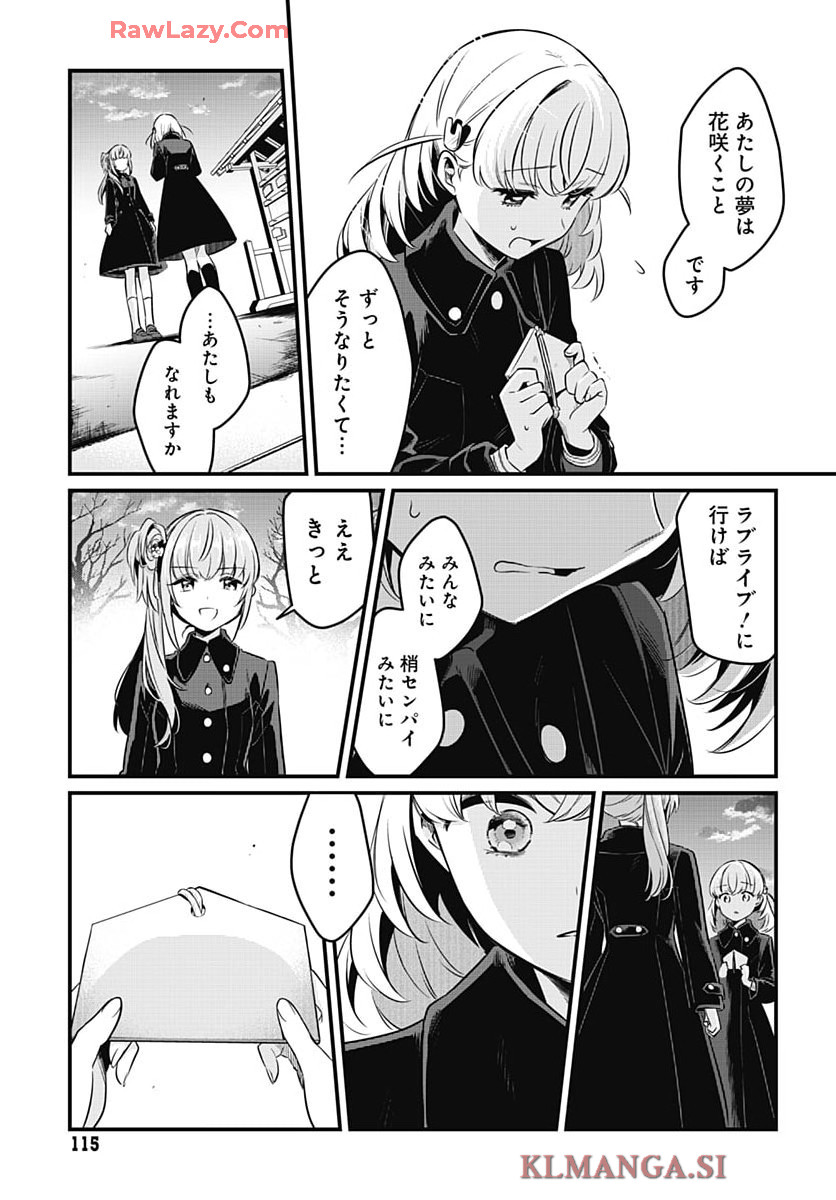 RawLazy.Com
あたしの夢は
花咲くこと
です
ずっと
そうなりたくて…
…あたしも
なれますか
ラブライブ！に
行けば
みんな
みたいに
梢センパイ
みたいに
ええ
きっと
……
115
KLMANGA.SI